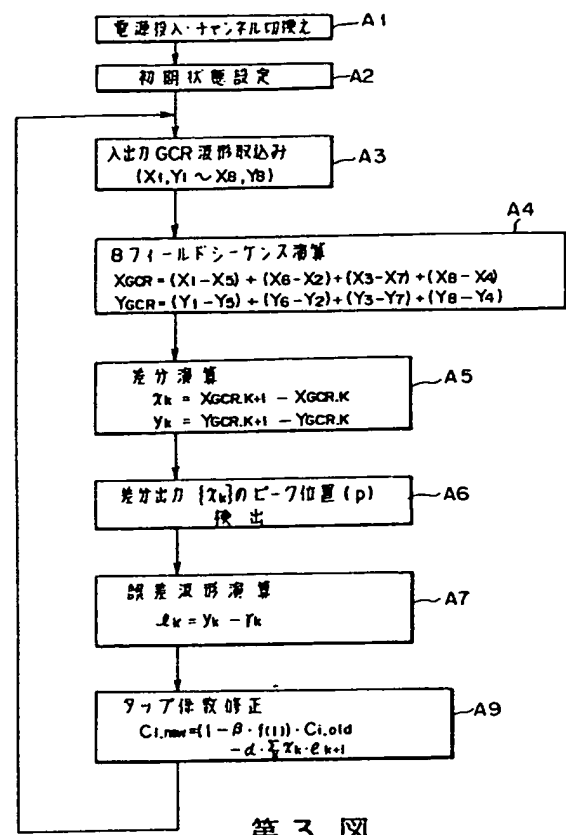 電源投入・チャンネル切換え
A1
初期状態設定
A2
入出力GCR波形取込み
(X1,Y1 ~ X8,Y8)
A3
A4
8フィールドシーケンス演算
XGCR=(X1-X5)+(X6-X2)+(X3-X7)+(X8-X4)
YGCR=(Y1-Y5)+(Y6-Y2)+(Y3-Y7)+(Y8-Y4)
差分演算
xk = XGCR.K+1 - XGCR.K
yk = YGCR.K+1 - YGCR.K
A5
差分出力{xk}のピーク位置(p)
検出
A6
誤差波形演算
ek = yk - rk
A7
タップ係数修正
Ci,new=(1-β・f(i))・Ci,old
-α・Σk xk・ek+i
A9
第3図